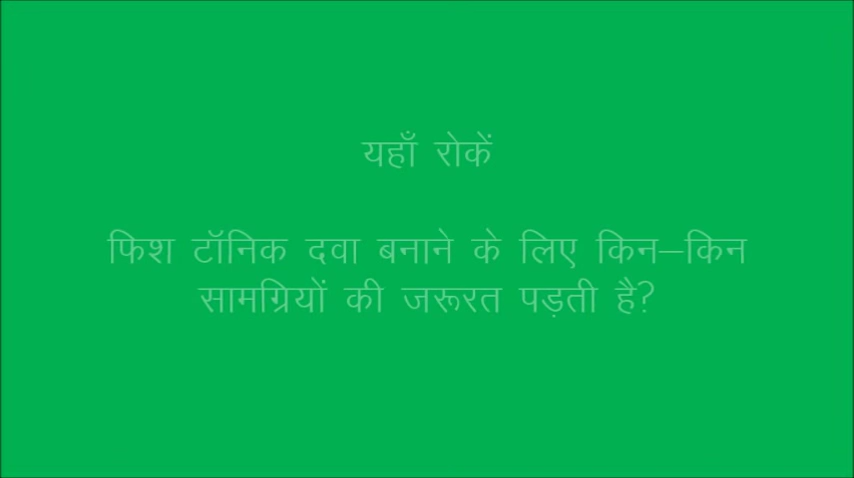 यहाँ रोकें
फिश टॉनिक दवा बनाने के लिए किन–किन
सामग्रियों की जरूरत पड़ती है?